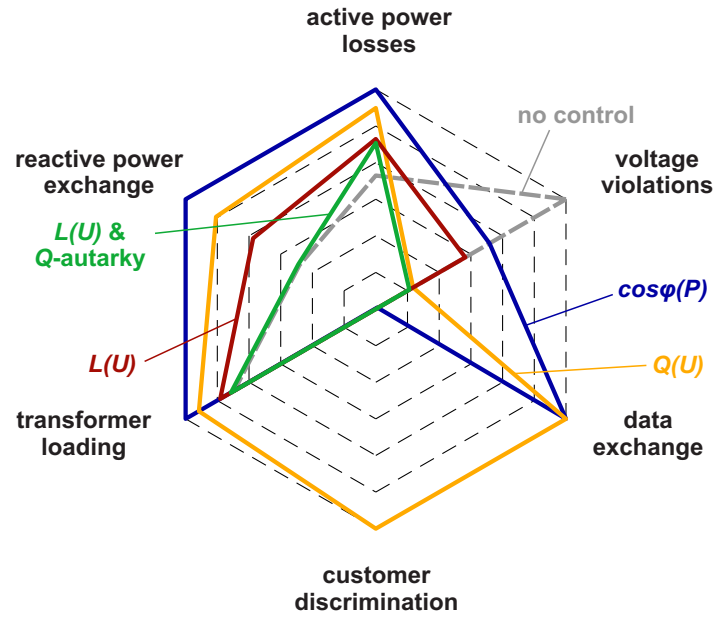 active power
losses
no control
reactive power
exchange
voltage
violations
L(U) &
Q-autarky
cosφ(P)
L(U)
Q(U)
transformer
loading
data
exchange
customer
discrimination